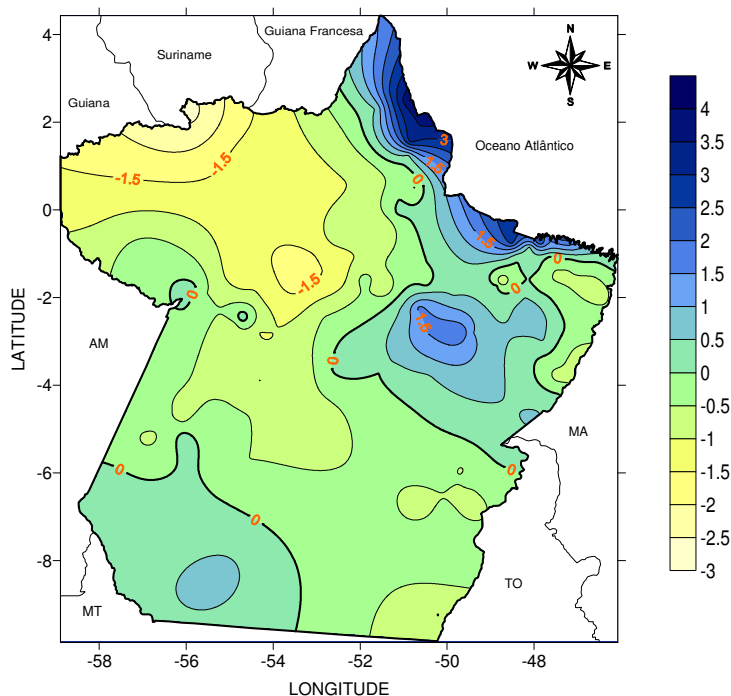 Guiana Francesa
Suriname
Guiana
N
W E
S
Oceano Atlântico
4
2
0
-2
-4
-6
-8
LATITUDE
-58 -56 -54 -52 -50 -48
LONGITUDE
AM
MT
MA
TO
3
-1.5
-1.5
1.5
0
1.5
0
-1.5
0
0
1.5
0
0
0
0
4
3.5
3
2.5
2
1.5
1
0.5
0
-0.5
-1
-1.5
-2
-2.5
-3